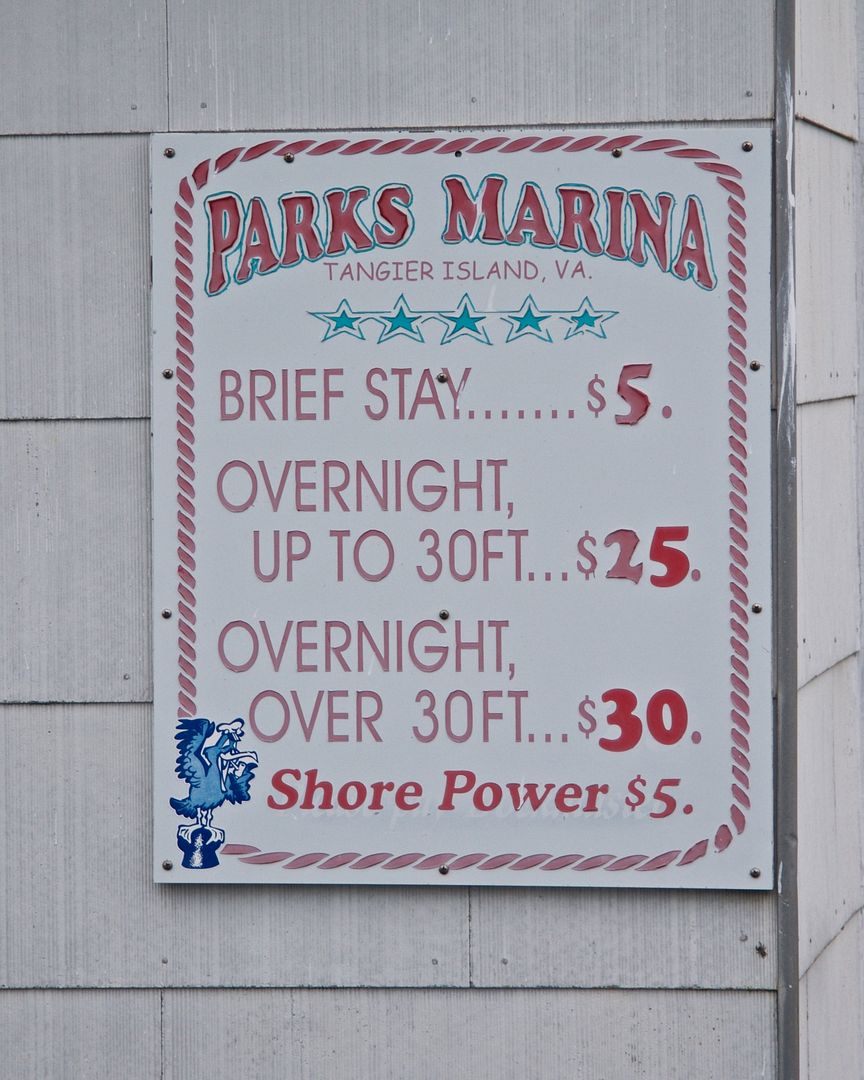 PARKS MARINA
TANGIER ISLAND, VA.
BRIEF STAY.......$5.
OVERNIGHT,
UP TO 30FT...$25.
OVERNIGHT,
OVER 30FT...$30.
Shore Power $5.